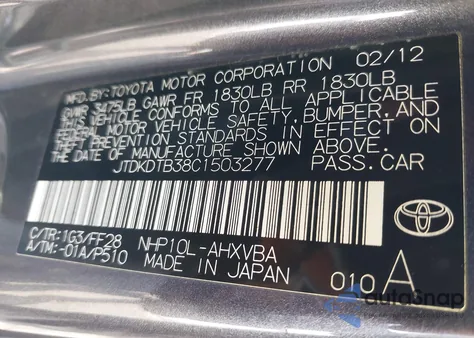 MFD.BY:TOYOTA MOTOR CORPORATION 02/12
GVWR 3475LB GAWR FR 1830LB RR 1830LB
THIS VEHICLE CONFORMS TO ALL APPLICABLE
FEDERAL MOTOR VEHICLE SAFETY,BUMPER,AND
THEFT PREVENTION STANDARDS IN EFFECT ON
THE DATE OF MANUFACTURE SHOWN ABOVE.
JTDKDTB38C1503277 PASS.CAR
C/TR:1G3/FF28 NHP10L-AHXVBA
A/TM:-01A/P510 MADE IN JAPAN 010 A
auto3nap